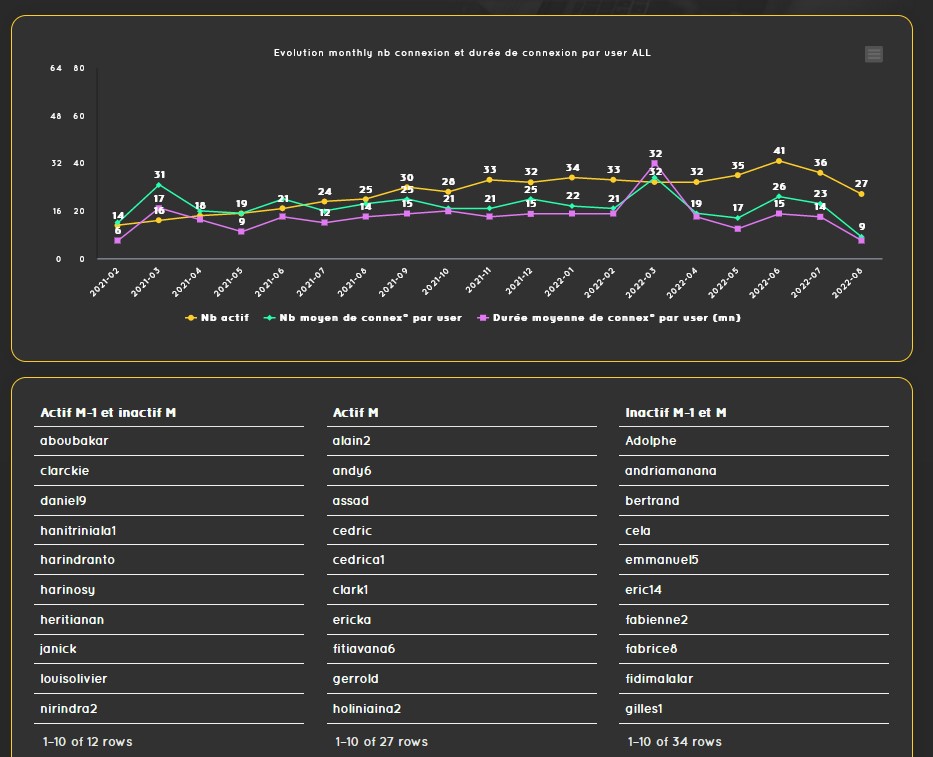 Evolution monthly nb connexion et durée de connexion par user ALL
64 80
48 60
32 40
16 20
0 0
14 6
31 17 16
18
19 9
21
24 12
25 14
30 25 15
28 21
33 21
32 25 15
34 22
33 21
32 32
32 19
35 17
41 26 15
36 23 14
27 9
2021-02 2021-03 2021-04 2021-05 2021-06 2021-07 2021-08 2021-09 2021-10 2021-11 2021-12 2022-01 2022-02 2022-03 2022-04 2022-05 2022-06 2022-07 2022-08
Nb actif Nb moyen de connex° par user Durée moyenne de connex° par user (mn)
Actif M-1 et inactif M Actif M Inactif M-1 et M
aboubakar alain2 Adolphe
clarckie andy6 andriamanana
daniel9 assad bertrand
hanitriniala1 cedric cela
harindranto cedrica1 emmanuel5
harinosy clark1 eric14
heritianan ericka fabienne2
janick fitiavana6 fabrice8
louisolivier gerrold fidimalalar
nirindra2 holiniaina2 gilles1
1-10 of 12 rows 1-10 of 27 rows 1-10 of 34 rows